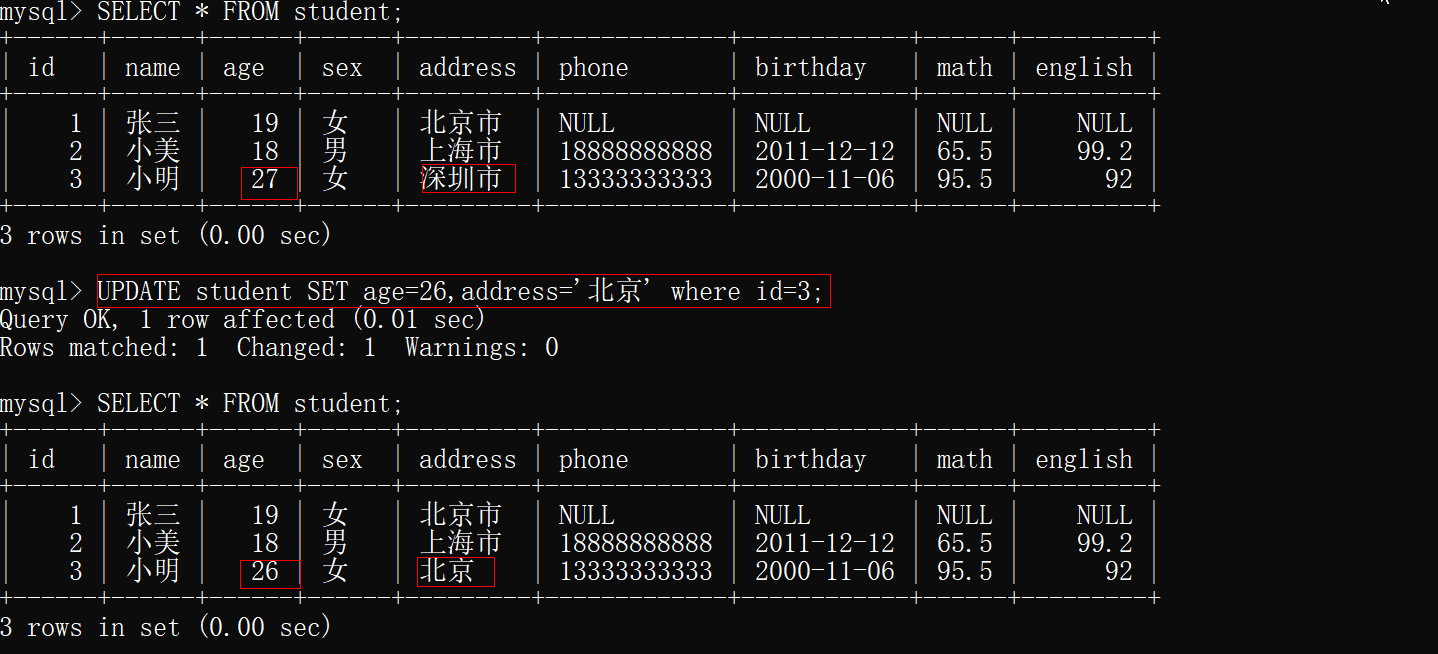 mysql> SELECT * FROM student;
+------+------+------+------+---------+-------------+------------+------+---------+
| id   | name | age  | sex  | address | phone       | birthday   | math | english |
+------+------+------+------+---------+-------------+------------+------+---------+
|    1 | 张三 |   19 | 女   | 北京市  | NULL        | NULL       | NULL |    NULL |
|    2 | 小美 |   18 | 男   | 上海市  | 18888888888 | 2011-12-12 | 65.5 |    99.2 |
|    3 | 小明 |   27 | 女   | 深圳市  | 13333333333 | 2000-11-06 | 95.5 |      92 |
+------+------+------+------+---------+-------------+------------+------+---------+
3 rows in set (0.00 sec)
mysql> UPDATE student SET age=26,address='北京' where id=3;
Query OK, 1 row affected (0.01 sec)
Rows matched: 1  Changed: 1  Warnings: 0
mysql> SELECT * FROM student;
+------+------+------+------+---------+-------------+------------+------+---------+
| id   | name | age  | sex  | address | phone       | birthday   | math | english |
+------+------+------+------+---------+-------------+------------+------+---------+
|    1 | 张三 |   19 | 女   | 北京市  | NULL        | NULL       | NULL |    NULL |
|    2 | 小美 |   18 | 男   | 上海市  | 18888888888 | 2011-12-12 | 65.5 |    99.2 |
|    3 | 小明 |   26 | 女   | 北京    | 13333333333 | 2000-11-06 | 95.5 |      92 |
+------+------+------+------+---------+-------------+------------+------+---------+
3 rows in set (0.00 sec)